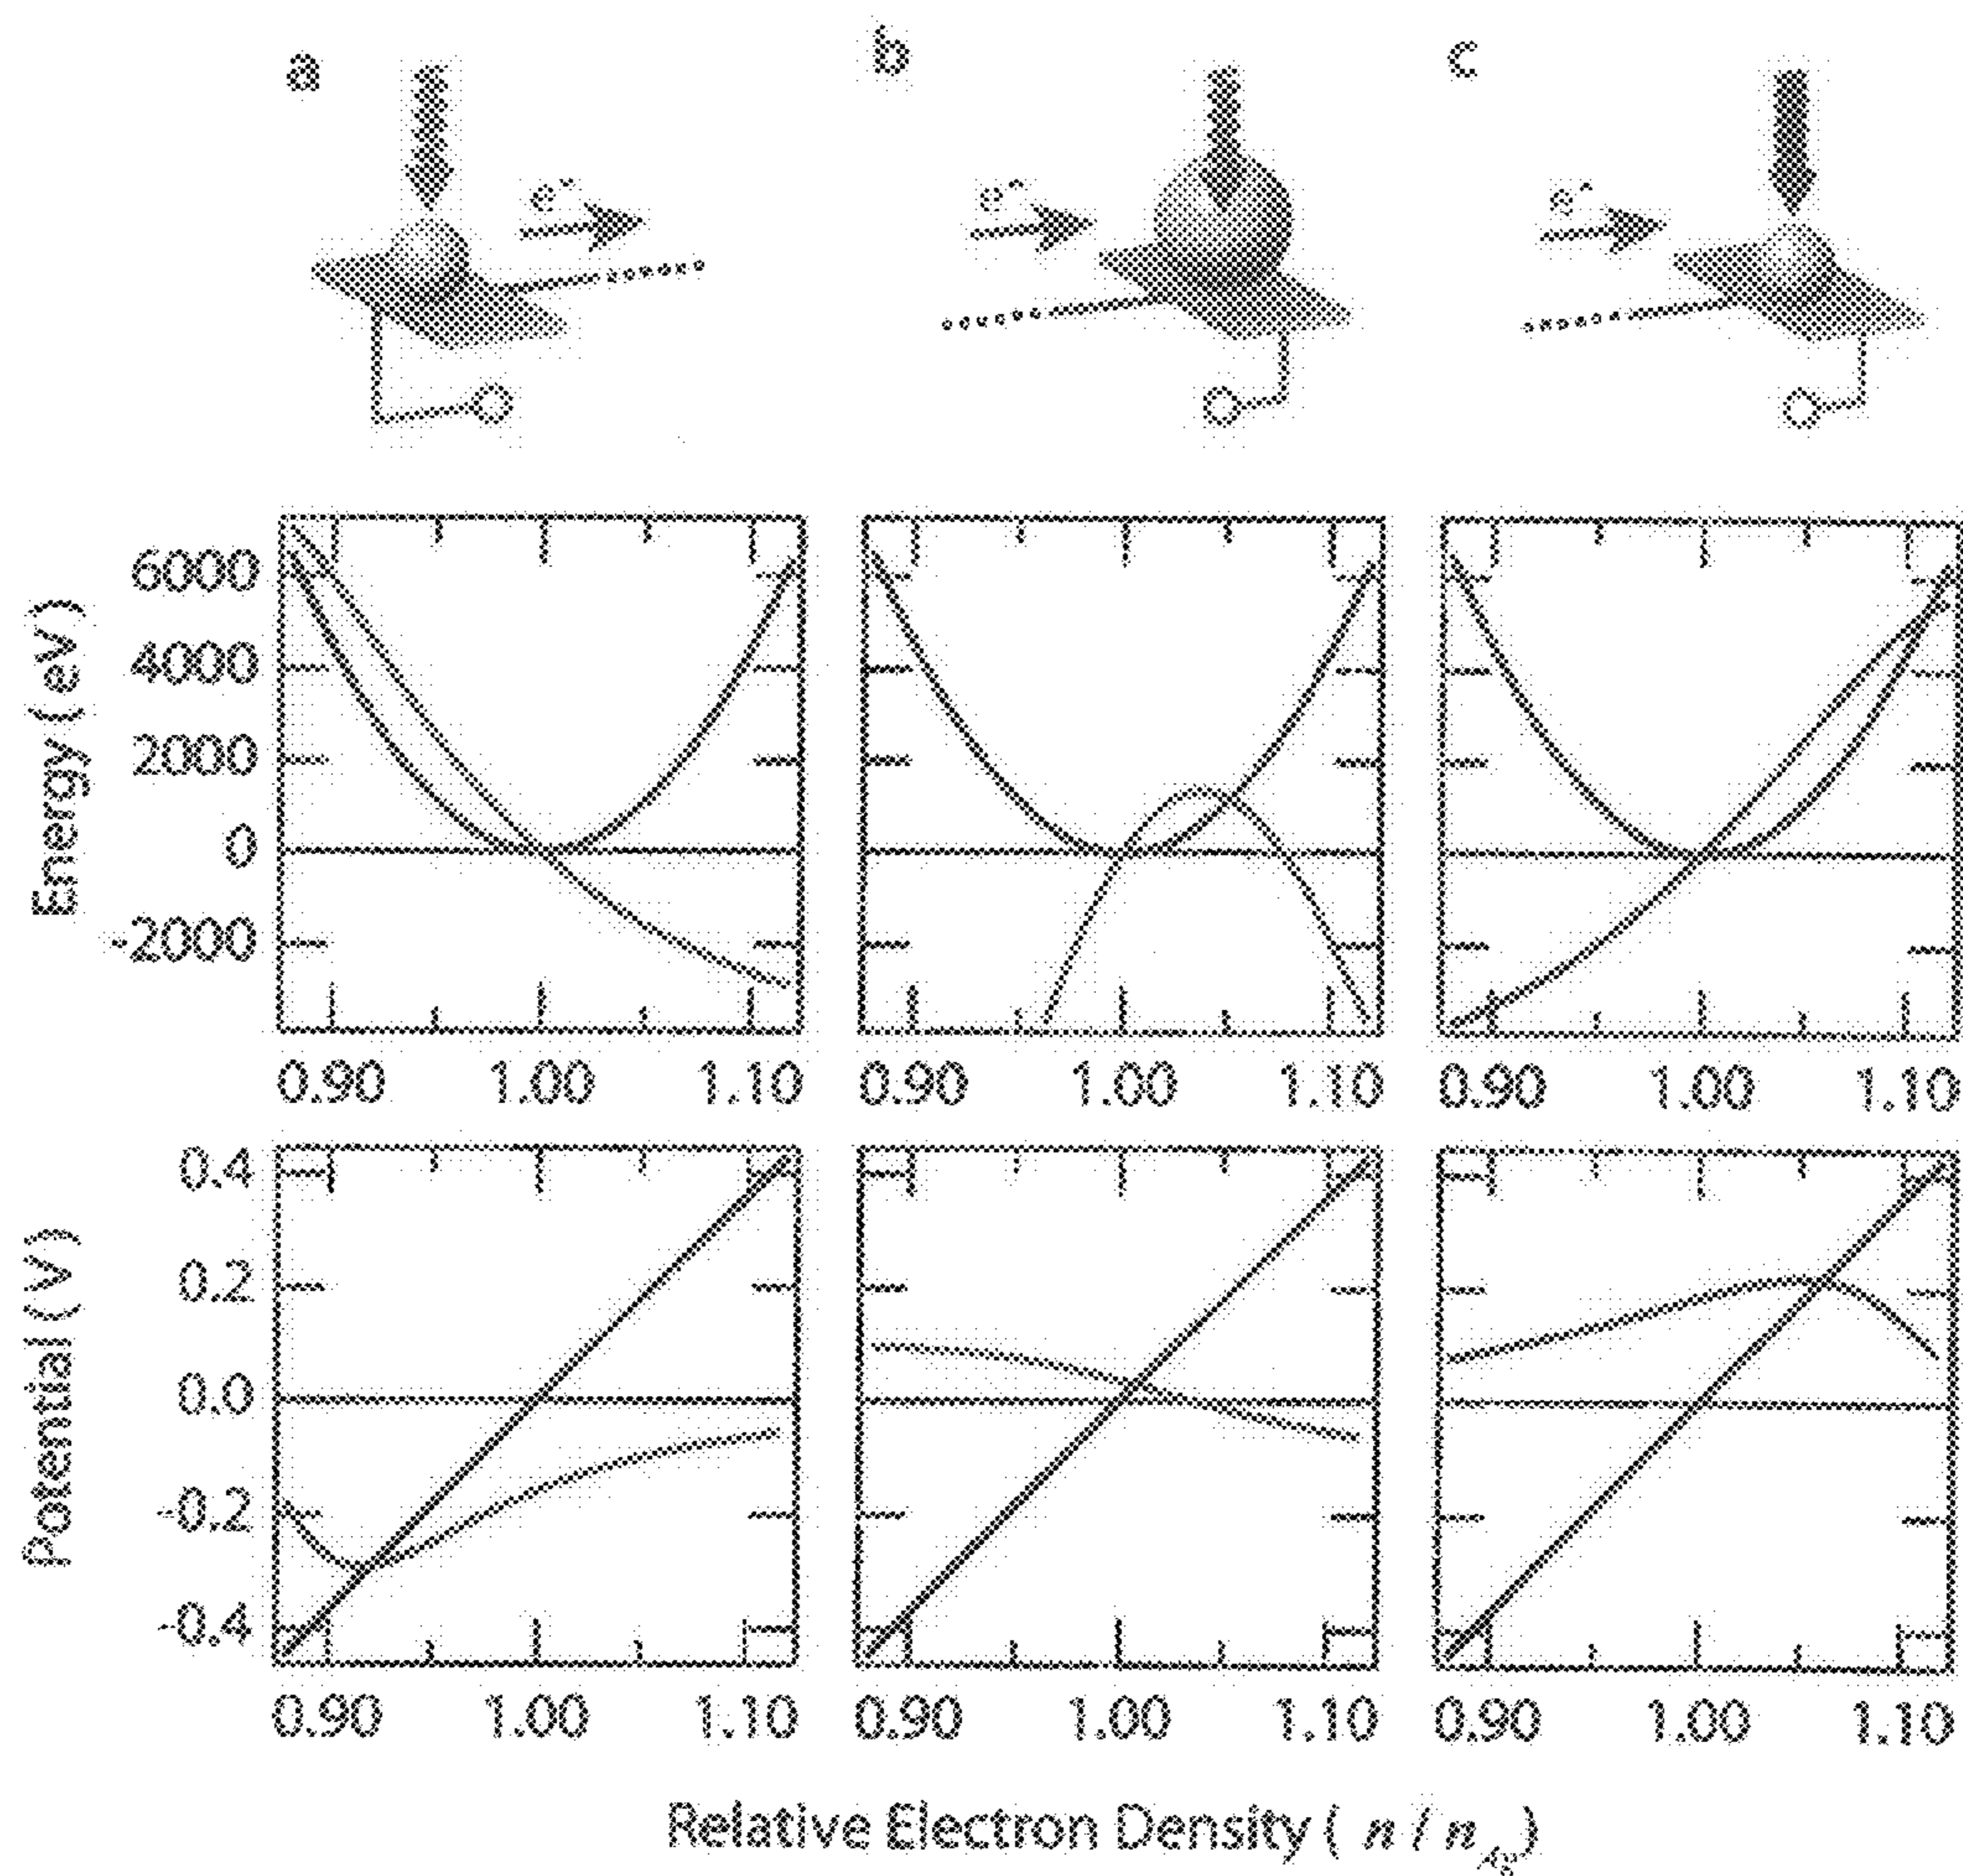 a b c
e- e- e-
Energy (eV)
6000
4000
2000
0
-2000
0.90 1.00 1.10 0.90 1.00 1.10 0.90 1.00 1.10
Potential (V)
0.4
0.2
0.0
-0.2
-0.4
0.90 1.00 1.10 0.90 1.00 1.10 0.90 1.00 1.10
Relative Electron Density ( n / nAg)